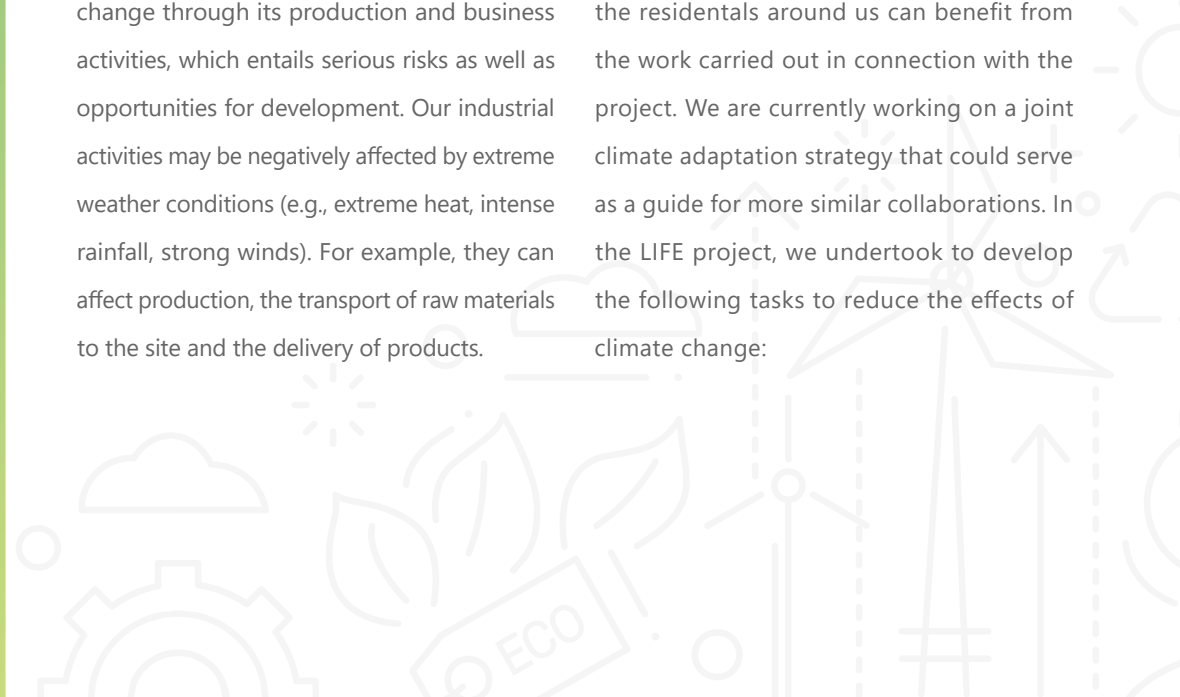 change through its production and business
activities, which entails serious risks as well as
opportunities for development. Our industrial
activities may be negatively affected by extreme
weather conditions (e.g., extreme heat, intense
rainfall, strong winds). For example, they can
affect production, the transport of raw materials
to the site and the delivery of products.
the residentals around us can benefit from
the work carried out in connection with the
project. We are currently working on a joint
climate adaptation strategy that could serve
as a guide for more similar collaborations. In
the LIFE project, we undertook to develop
the following tasks to reduce the effects of
climate change:
ECO